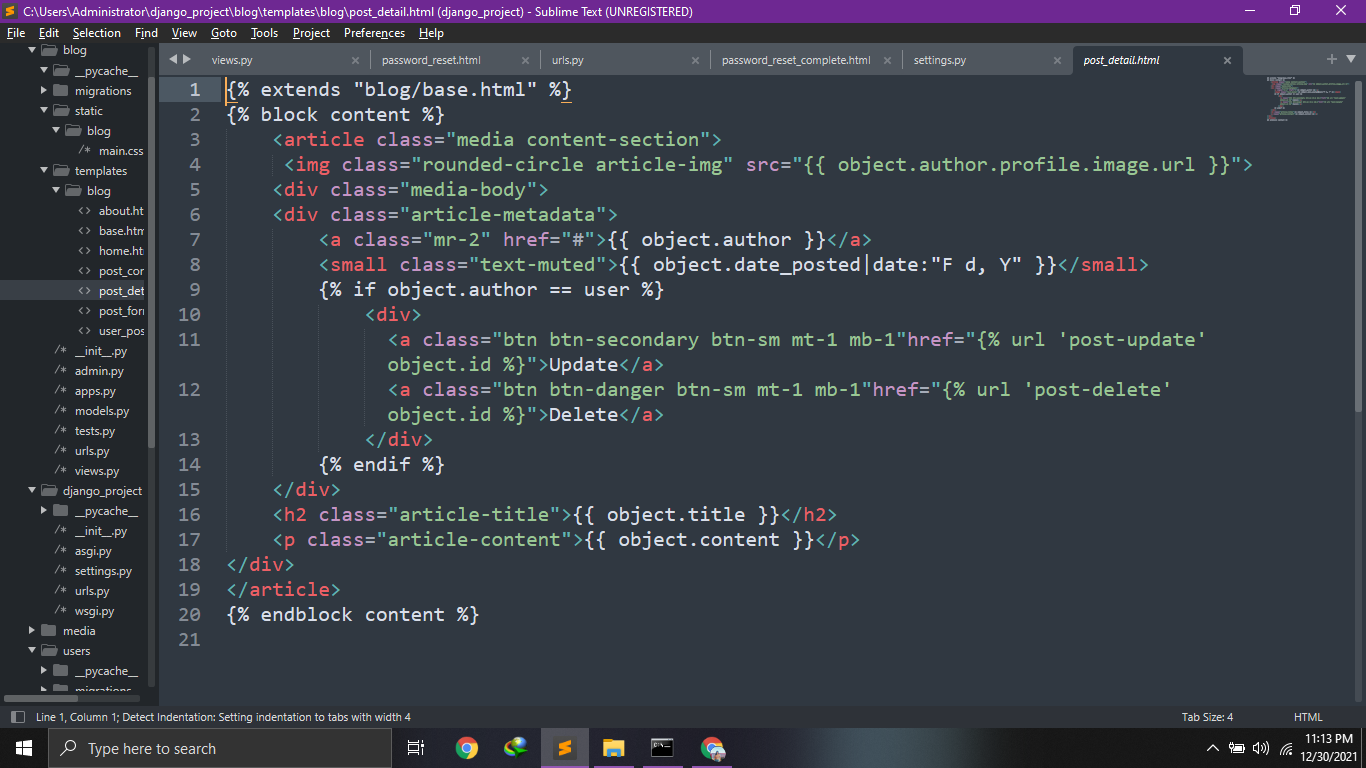 C:\Users\Administrator\django_project\blog\templates\blog\post_detail.html (django_project) - Sublime Text (UNREGISTERED)
File Edit Selection Find View Goto Tools Project Preferences Help
blog
__pycache__
migrations
static
blog
/* main.css
templates
blog
<> about.ht
<> base.htm
<> home.ht
<> post_cor
<> post_det
<> post_for
<> user_pos
/* __init__.py
/* admin.py
/* apps.py
/* models.py
/* tests.py
/* urls.py
/* views.py
django_project
__pycache__
/* __init__.py
/* asgi.py
/* settings.py
/* urls.py
/* wsgi.py
media
users
__pycache__
migrations
views.py password_reset.html urls.py password_reset_complete.html settings.py post_detail.html
1 {% extends "blog/base.html" %}
2 {% block content %}
3 <article class="media content-section">
4 <img class="rounded-circle article-img" src="{{ object.author.profile.image.url }}">
5 <div class="media-body">
6 <div class="article-metadata">
7 <a class="mr-2" href="#">{{ object.author }}</a>
8 <small class="text-muted">{{ object.date_posted|date:"F d, Y" }}</small>
9 {% if object.author == user %}
10 <div>
11 <a class="btn btn-secondary btn-sm mt-1 mb-1"href="{% url 'post-update'
object.id %}">Update</a>
12 <a class="btn btn-danger btn-sm mt-1 mb-1"href="{% url 'post-delete'
object.id %}">Delete</a>
13 </div>
14 {% endif %}
15 </div>
16 <h2 class="article-title">{{ object.title }}</h2>
17 <p class="article-content">{{ object.content }}</p>
18 </div>
19 </article>
20 {% endblock content %}
21
Line 1, Column 1; Detect Indentation: Setting indentation to tabs with width 4 Tab Size: 4 HTML
Type here to search
11:13 PM
12/30/2021